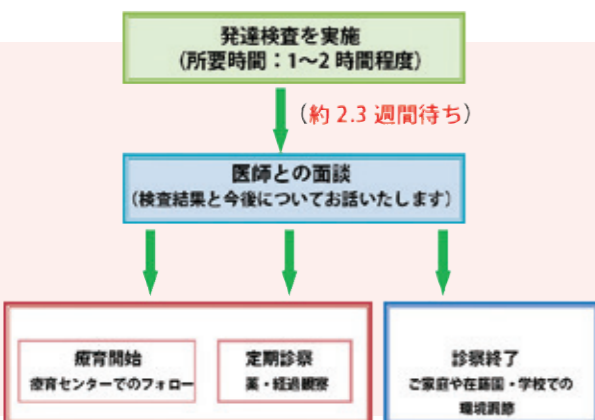 発達検査を実施
（所要時間：1〜2 時間程度）
（約 2.3 週間待ち）
医師との面談
（検査結果と今後についてお話いたします）
療育開始
療育センターでのフォロー
定期診察
薬・経過観察
診察終了
ご家庭や在籍園・学校での
環境調節